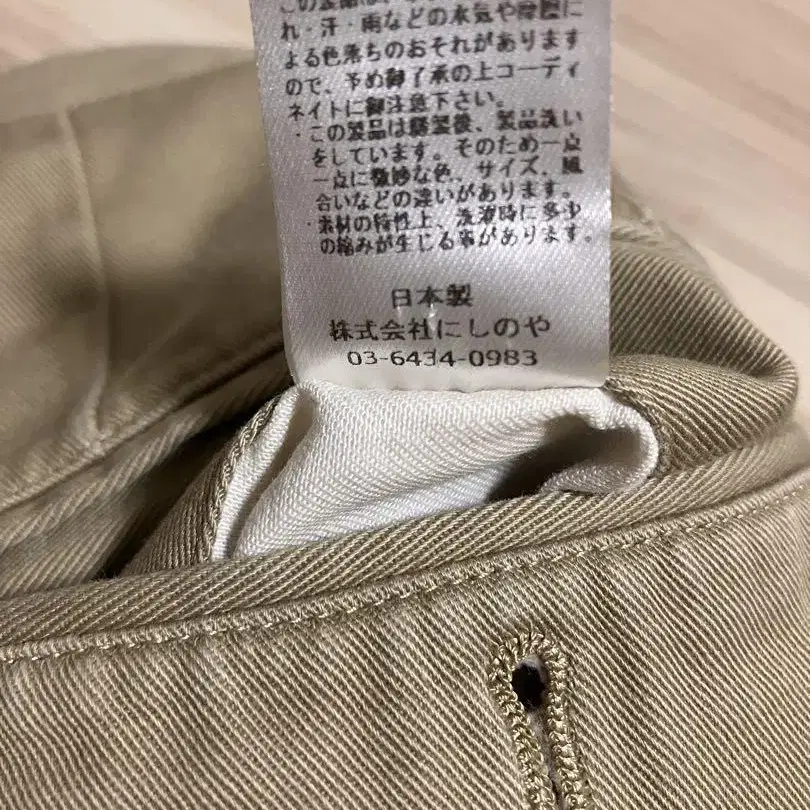 この製品は、
れ・汗・雨などの水気や摩擦に
よる色落ちのおそれがあります
ので、予め御了承の上コーディ
ネイトに御注意下さい。
・この製品は縫製後、製品洗い
をしています。そのため一点
一点に微妙な色、サイズ、風
合いなどの違いがあります。
・素材の特性上、洗濯時に多少
の縮みが生じる事があります。
日本製
株式会社にしのや
03-6434-0983